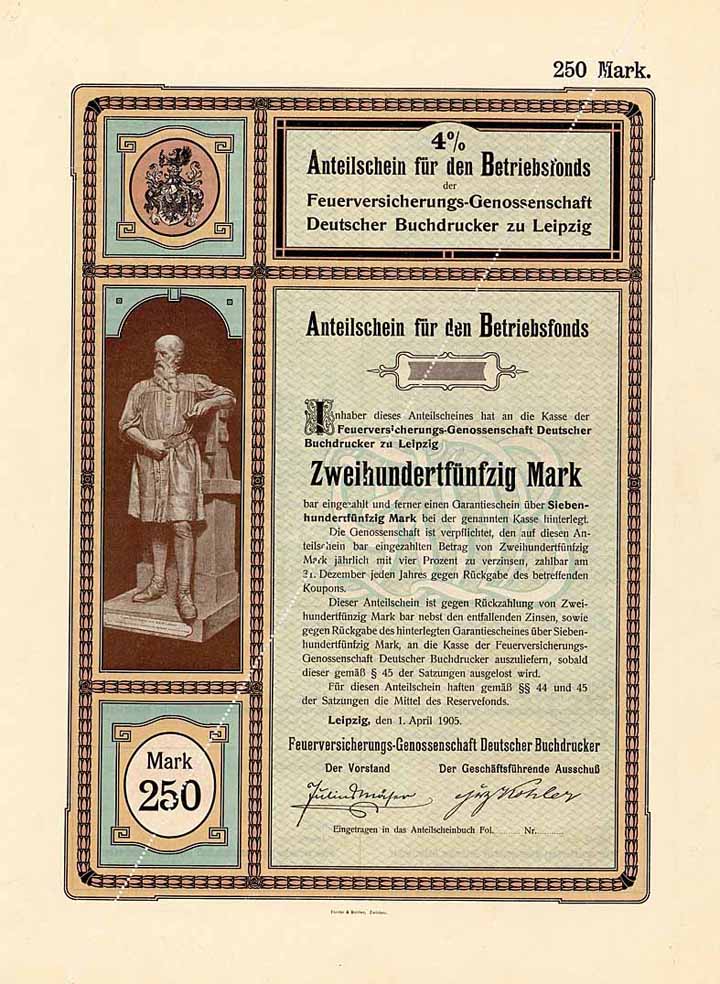 250 Mark.
4%
Anteilschein für den Betriebsfonds
der
Feuerversicherungs-Genossenschaft
Deutscher Buchdrucker zu Leipzig
Anteilschein für den Betriebsfonds
Inhaber dieses Anteilscheines hat an die Kasse der
Feuerversicherungs-Genossenschaft Deutscher
Buchdrucker zu Leipzig
Zweihundertfünfzig Mark
bar eingezahlt und ferner einen Garantieschein über Sieben-
hundertfünfzig Mark bei der genannten Kasse hinterlegt.
Die Genossenschaft ist verpflichtet, den auf diesen An-
teilschein bar eingezahlten Betrag von Zweihundertfünfzig
Mark jährlich mit vier Prozent zu verzinsen, zahlbar am
31. Dezember jeden Jahres gegen Rückgabe des betreffenden
Koupons.
Dieser Anteilschein ist gegen Rückzahlung von Zwei-
hundertfünzig Mark bar nebst den entfallenden Zinsen, sowie
gegen Rückgabe des hinterlegten Garantiescheines über Sieben-
hundertfünfzig Mark, an die Kasse der Feuerversicherungs-
Genossenschaft Deutscher Buchdrucker auszuliefern, sobald
dieser gemäß § 45 der Satzungen ausgelost wird.
Für diesen Anteilschein haften gemäß §§ 44 und 45
der Satzungen die Mittel des Reservefonds.
Leipzig, den 1. April 1905.
Feuerversicherungs-Genossenschaft Deutscher Buchdrucker
Der Vorstand Der Geschäftsführende Ausschuß
Julius Mäser Kohler
Eingetragen in das Anteilscheinbuch Fol. Nr.
Mark
250